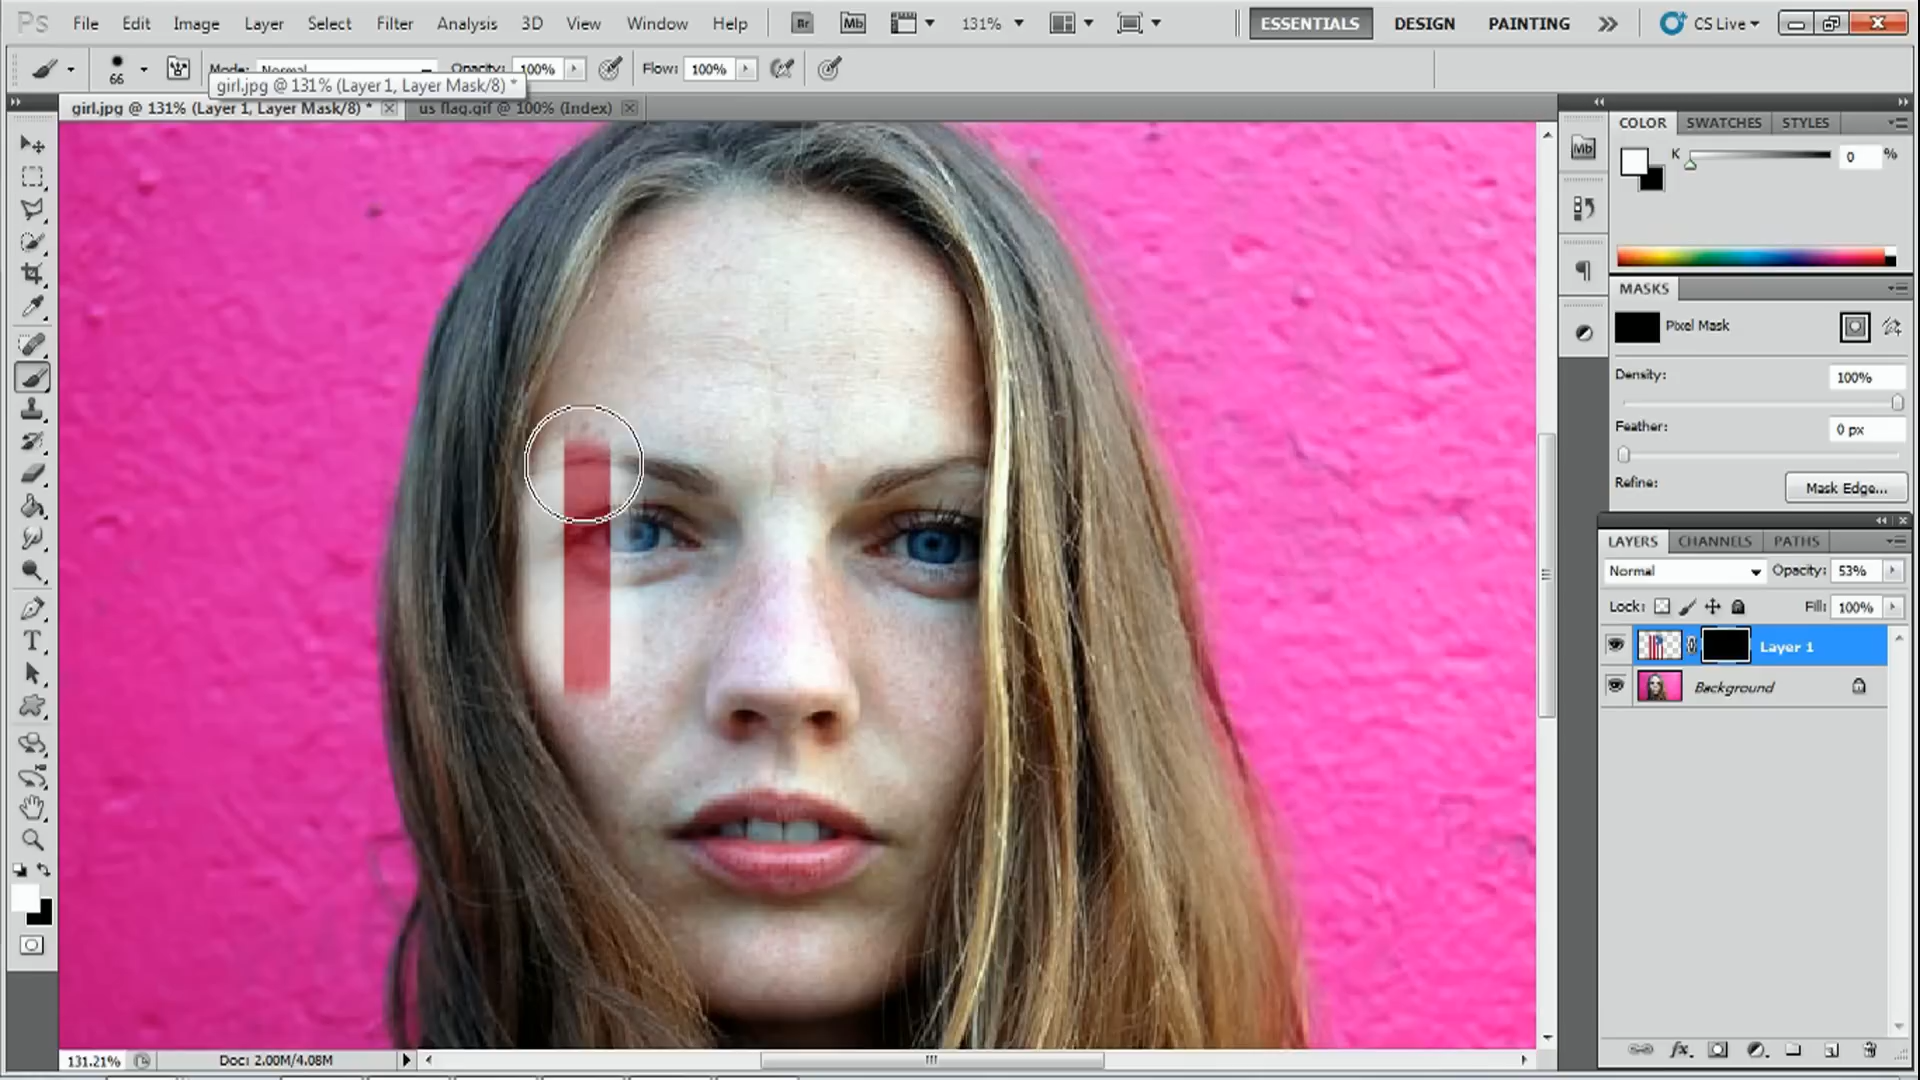 Ps File Edit Image Layer Select Filter Analysis 3D View Window Help Br Mb 131% ESSENTIALS DESIGN PAINTING CS Live
66 Mode: Normal Opacity: 100% Flow: 100%
girl.jpg @ 131% (Layer 1, Layer Mask/8) *
girl.jpg @ 131% (Layer 1, Layer Mask/8) * us flag.gif @ 100% (Index)
COLOR SWATCHES STYLES
Mb
K 0 %
MASKS
Pixel Mask
Density: 100%
Feather: 0 px
Refine: Mask Edge...
LAYERS CHANNELS PATHS
Normal Opacity: 53%
Lock: Fill: 100%
Layer 1
Background
T
131.21% Doc: 2.00M/4.08M
fx